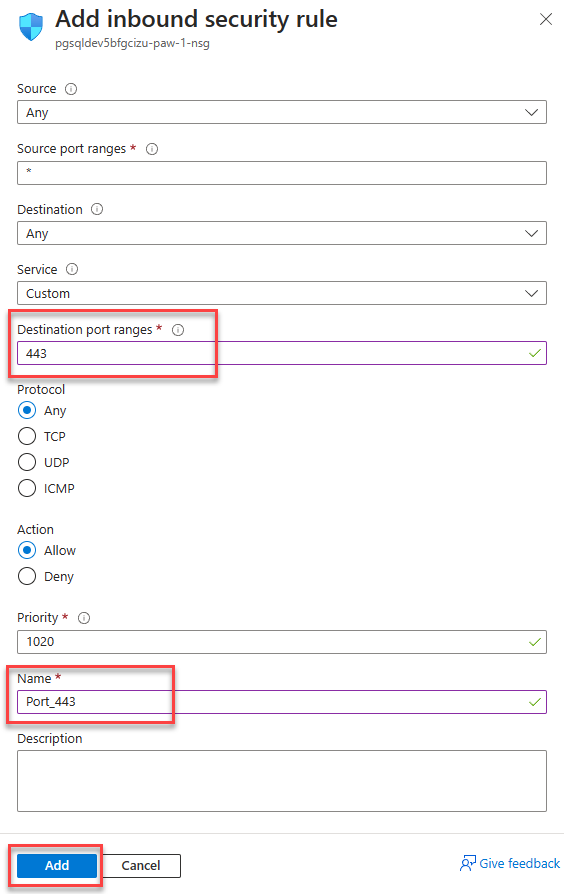 Add inbound security rule
pgsqldev5bfgcizu-paw-1-nsg
Source
Any
Source port ranges *
*
Destination
Any
Service
Custom
Destination port ranges *
443
Protocol
Any
TCP
UDP
ICMP
Action
Allow
Deny
Priority *
1020
Name *
Port_443
Description
Add Cancel Give feedback